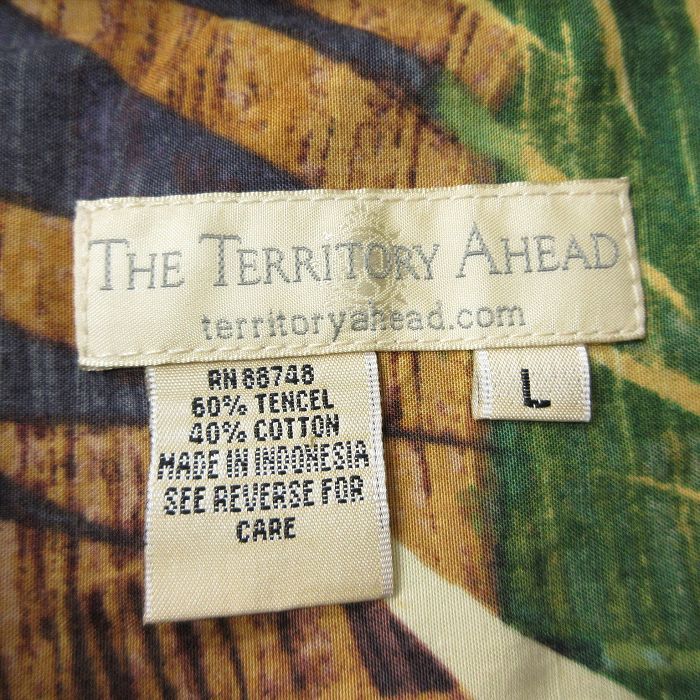 THE TERRITORY AHEAD
territoryahead.com
L
RN 88748
60% TENCEL
40% COTTON
MADE IN INDONESIA
SEE REVERSE FOR
CARE